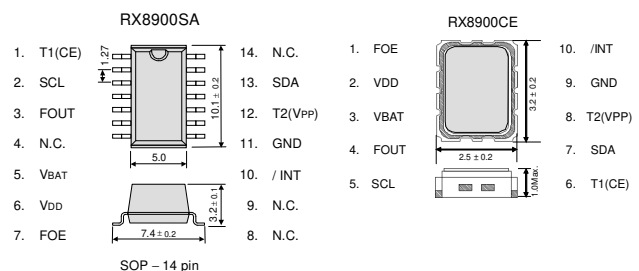 RX8900SA
1. T1(CE)
2. SCL
3. FOUT
4. N.C.
5. VBAT
6. VDD
7. FOE
1.27
10.1 ± 0.2
5.0
3.2 ± 0.1
7.4 ± 0.2
14. N.C.
13. SDA
12. T2(VPP)
11. GND
10. / INT
9. N.C.
8. N.C.
SOP – 14 pin
RX8900CE
1. FOE
2. VDD
3. VBAT
4. FOUT
5. SCL
3.2 ± 0.2
2.5 ± 0.2
1.0Max.
10. /INT
9. GND
8. T2(VPP)
7. SDA
6. T1(CE)